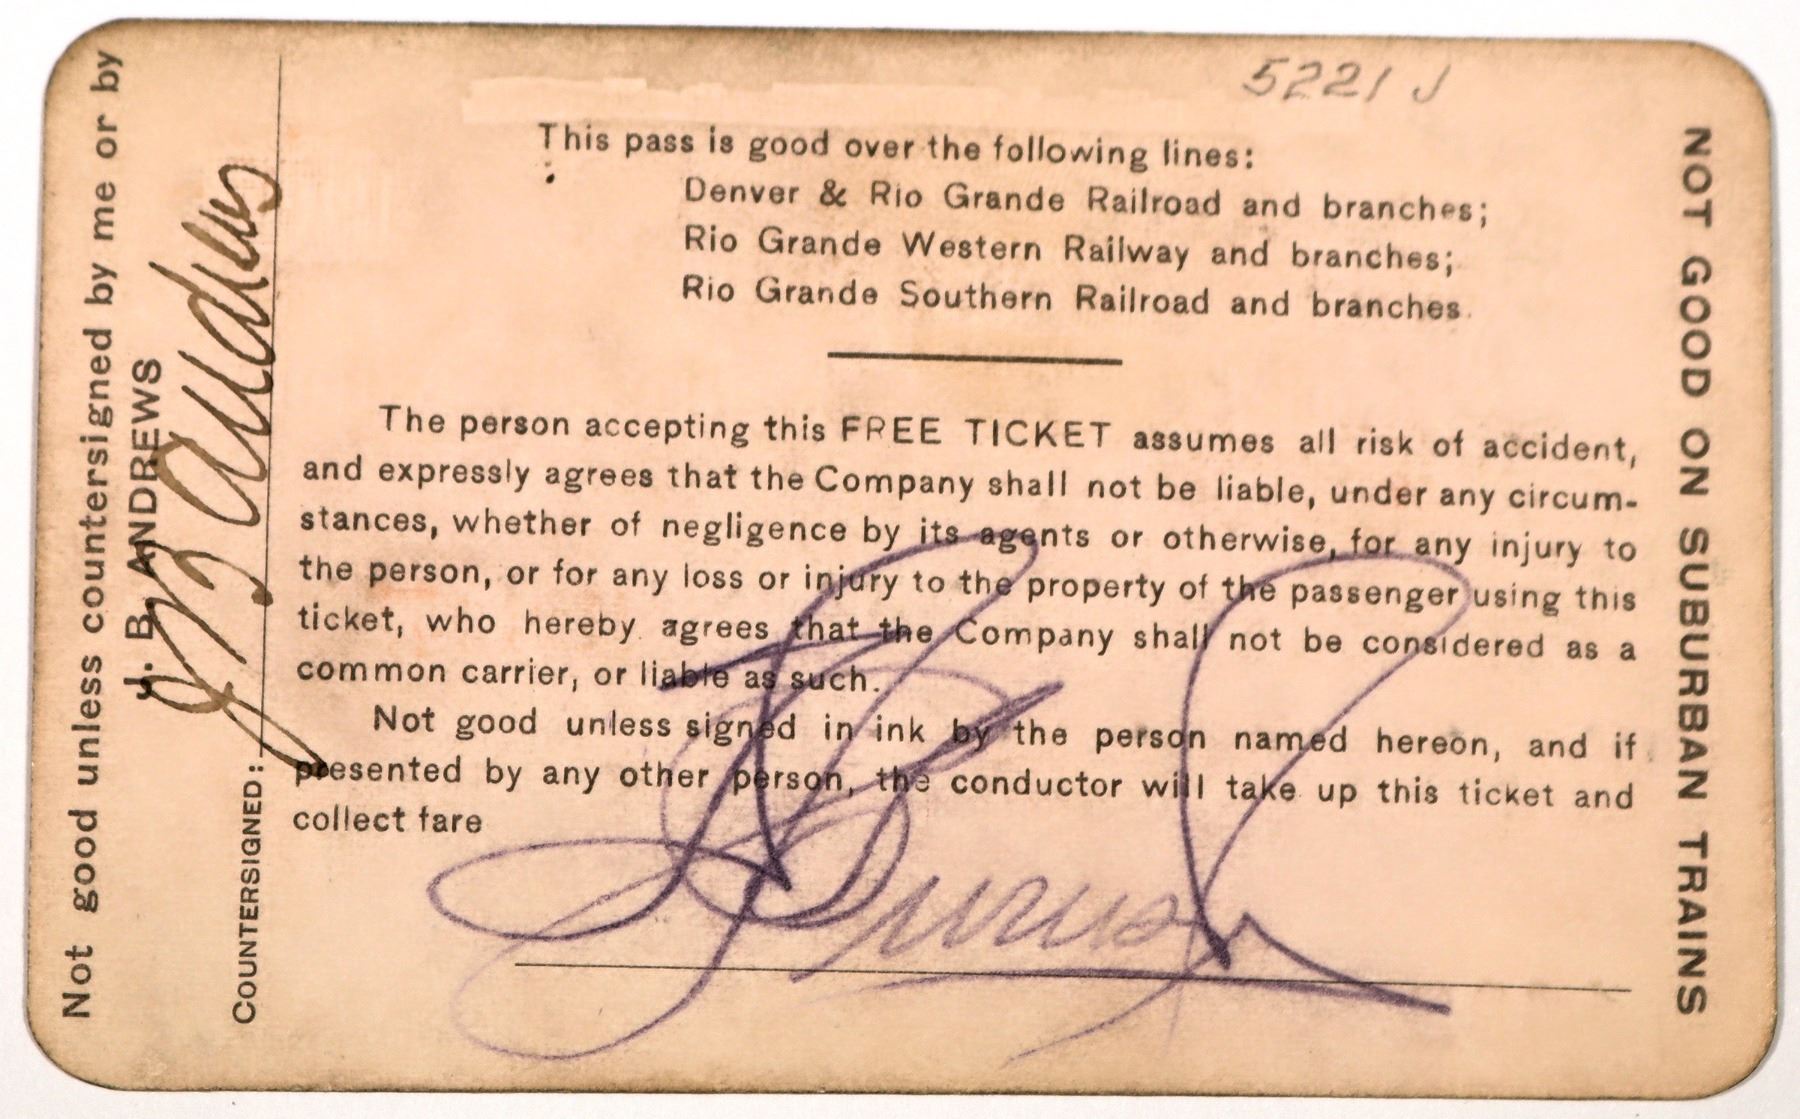 5221 J
This pass is good over the following lines:
Denver & Rio Grande Railroad and branches;
Rio Grande Western Railway and branches;
Rio Grande Southern Railroad and branches.
The person accepting this FREE TICKET assumes all risk of accident,
and expressly agrees that the Company shall not be liable, under any circum-
stances, whether of negligence by its agents or otherwise, for any injury to
the person, or for any loss or injury to the property of the passenger using this
ticket, who hereby agrees that the Company shall not be considered as a
common carrier, or liable as such.
Not good unless signed in ink by the person named hereon, and if
presented by any other person, the conductor will take up this ticket and
collect fare
Not good unless countersigned by me or by
J. B. ANDREWS
COUNTERSIGNED:
J B Andrews
NOT GOOD ON SUBURBAN TRAINS